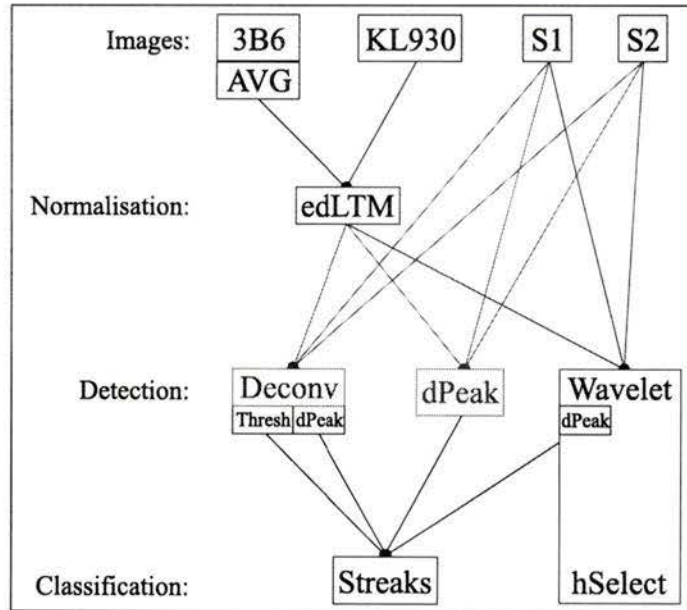 Images: 3B6 KL930 S1 S2
AVG
Normalisation: edLTM
Detection: Deconv dPeak Wavelet
Thresh dPeak dPeak
Classification: Streaks hSelect